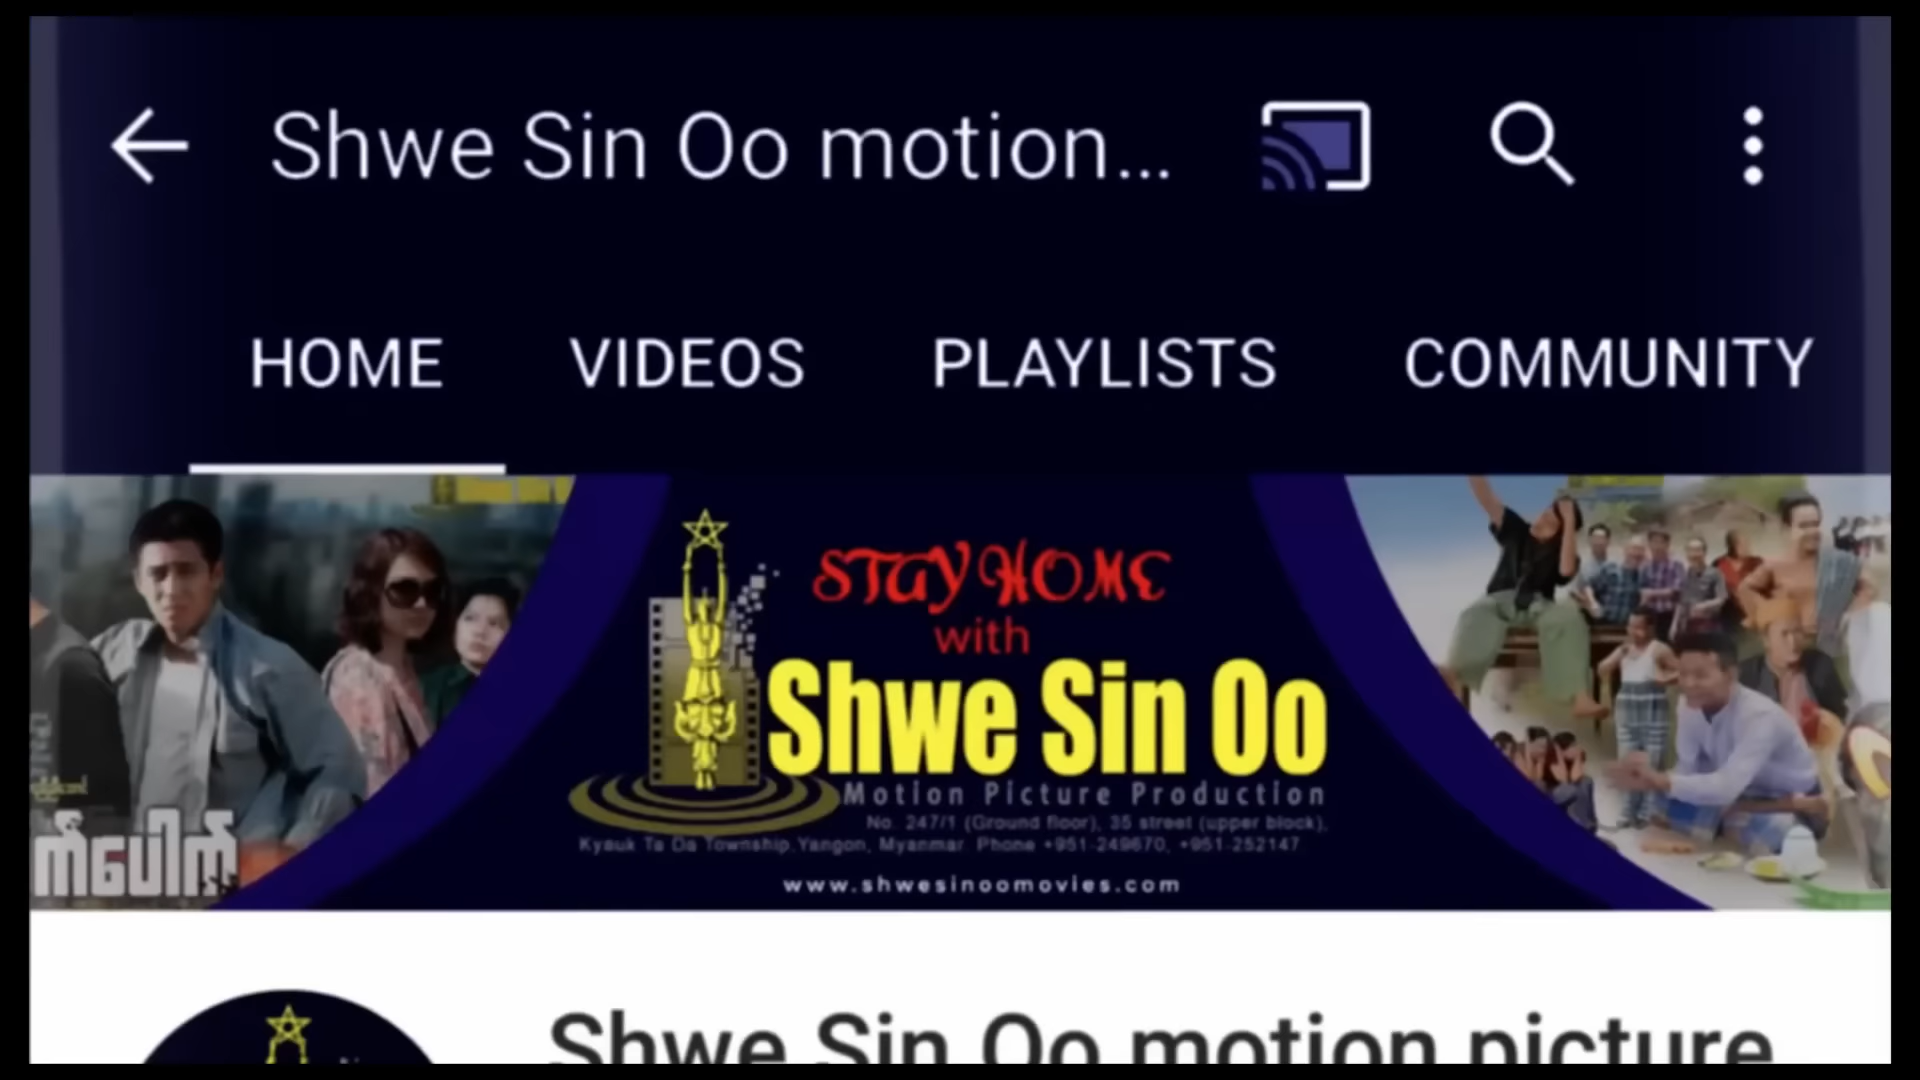 Shwe Sin Oo motion...
HOME VIDEOS PLAYLISTS COMMUNITY
STAY HOME
with
Shwe Sin Oo
Motion Picture Production
No. 247/1 (Ground floor), 35 street (upper block),
Kyauk Ta Da Township, Yangon, Myanmar Phone +951-249670, +951-252147
www.shwesinoomovies.com
Shwe Sin Oo motion picture